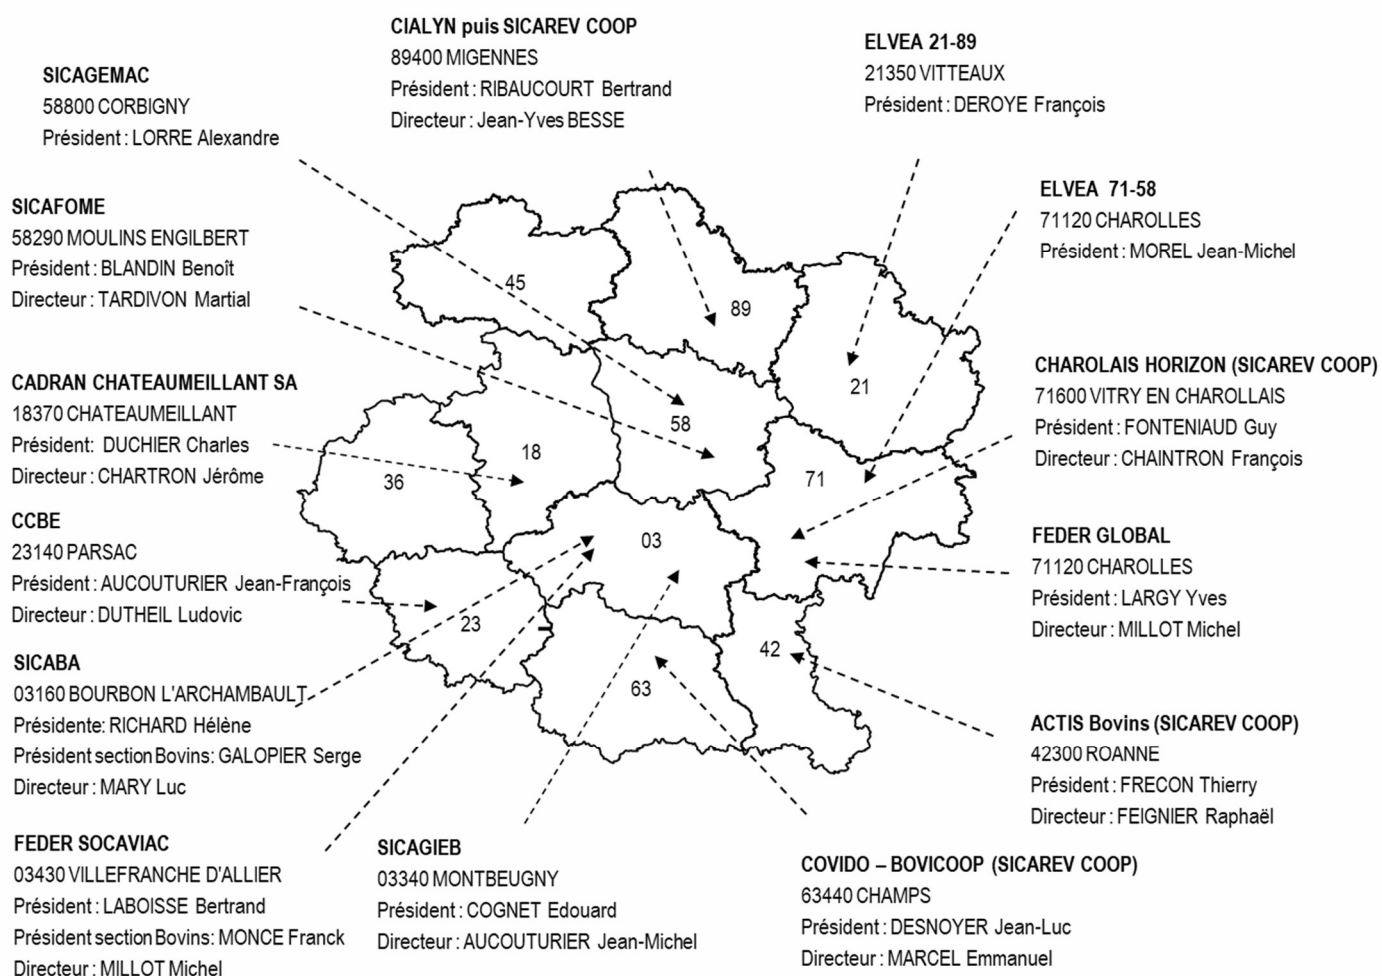 CIALYN puis SICAREV COOP
89400 MIGENNES
Président : RIBAUCOURT Bertrand
Directeur : Jean-Yves BESSE
ELVEA 21-89
21350 VITTEAUX
Président : DEROYE François
SICAGEMAC
58800 CORBIGNY
Président : LORRE Alexandre
ELVEA 71-58
71120 CHAROLLES
Président : MOREL Jean-Michel
SICAFOME
58290 MOULINS ENGILBERT
Président : BLANDIN Benoît
Directeur : TARDIVON Martial
CHAROLAIS HORIZON (SICAREV COOP)
71600 VITRY EN CHAROLLAIS
Président : FONTENIAUD Guy
Directeur : CHAINTRON François
CADRAN CHATEAUMEILLANT SA
18370 CHATEAUMEILLANT
Président: DUCHIER Charles
Directeur : CHARTRON Jérôme
CCBE
23140 PARSAC
Président : AUCOUTURIER Jean-François
Directeur : DUTHEIL Ludovic
FEDER GLOBAL
71120 CHAROLLES
Président : LARGY Yves
Directeur : MILLOT Michel
SICABA
03160 BOURBON L'ARCHAMBAULT
Présidente: RICHARD Hélène
Président section Bovins: GALOPIER Serge
Directeur : MARY Luc
ACTIS Bovins (SICAREV COOP)
42300 ROANNE
Président : FRECON Thierry
Directeur : FEIGNIER Raphaël
FEDER SOCAVIAC
03430 VILLEFRANCHE D'ALLIER
Président : LABOISSE Bertrand
Président section Bovins: MONCE Franck
Directeur : MILLOT Michel
SICAGIEB
03340 MONTBEUGNY
Président : COGNET Edouard
Directeur : AUCOUTURIER Jean-Michel
COVIDO – BOVICOOP (SICAREV COOP)
63440 CHAMPS
Président : DESNOYER Jean-Luc
Directeur : MARCEL Emmanuel
45
89
21
58
18
36
71
03
23
42
63